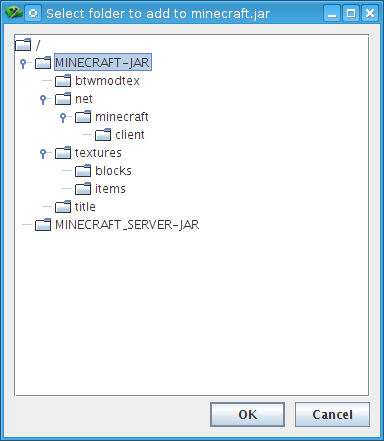 Select folder to add to minecraft.jar
/
MINECRAFT-JAR
btwmodtex
net
minecraft
client
textures
blocks
items
title
MINECRAFT_SERVER-JAR
OK
Cancel